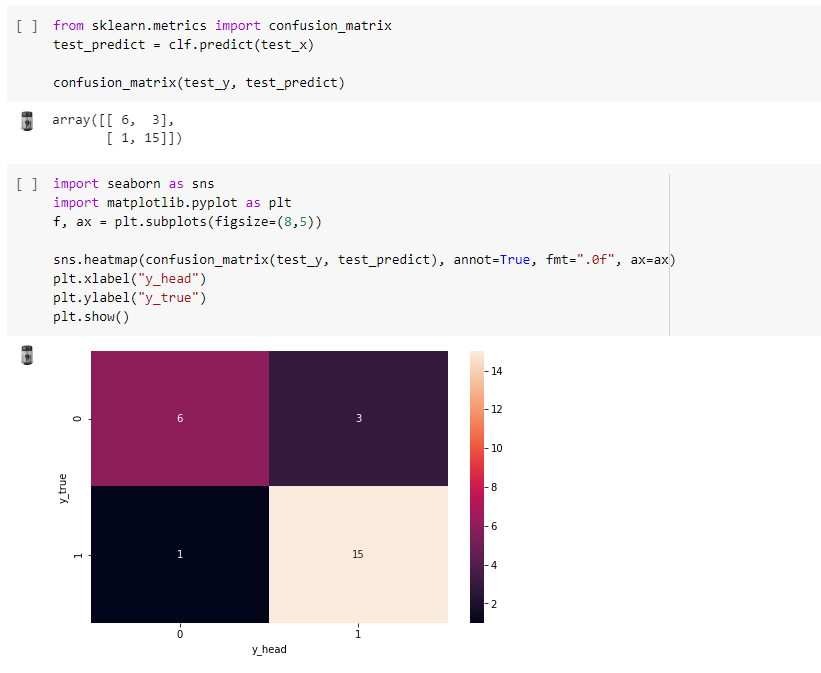 [ ] from sklearn.metrics import confusion_matrix
test_predict = clf.predict(test_x)
confusion_matrix(test_y, test_predict)
array([[ 6,  3],
       [ 1, 15]])
[ ] import seaborn as sns
import matplotlib.pyplot as plt
f, ax = plt.subplots(figsize=(8,5))
sns.heatmap(confusion_matrix(test_y, test_predict), annot=True, fmt=".0f", ax=ax)
plt.xlabel("y_head")
plt.ylabel("y_true")
plt.show()
14
12
10
8
6
4
2
0
6
3
y_true
1
1
15
0
1
y_head